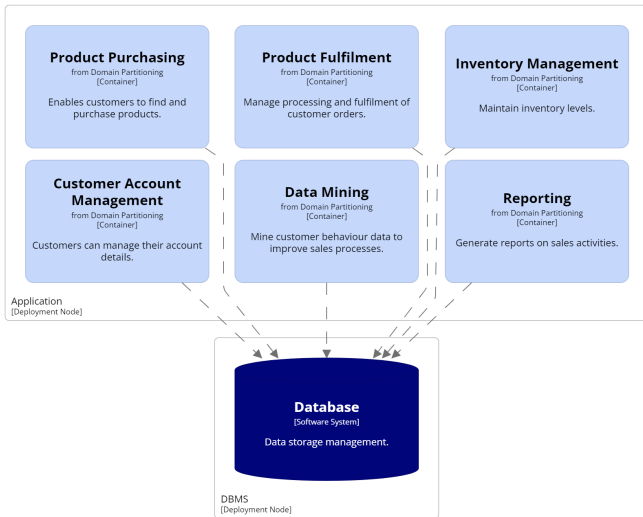 Product Purchasing
from Domain Partitioning
[Container]
Enables customers to find and
purchase products.
Product Fulfilment
from Domain Partitioning
[Container]
Manage processing and fulfilment of
customer orders.
Inventory Management
from Domain Partitioning
[Container]
Maintain inventory levels.
Customer Account
Management
from Domain Partitioning
[Container]
Customers can manage their account
details.
Data Mining
from Domain Partitioning
[Container]
Mine customer behaviour data to
improve sales processes.
Reporting
from Domain Partitioning
[Container]
Generate reports on sales activities.
Application
[Deployment Node]
Database
[Software System]
Data storage management.
DBMS
[Deployment Node]